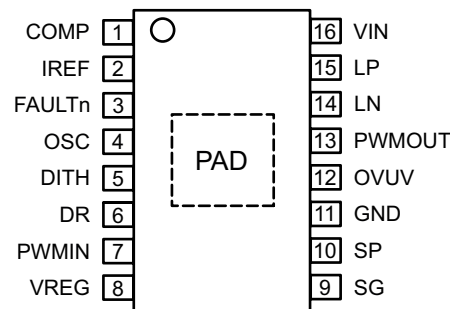 COMP 1 16 VIN
IREF 2 15 LP
FAULTn 3 14 LN
OSC 4 13 PWMOUT
PAD
DITH 5 12 OVUV
DR 6 11 GND
PWMIN 7 10 SP
VREG 8 9 SG